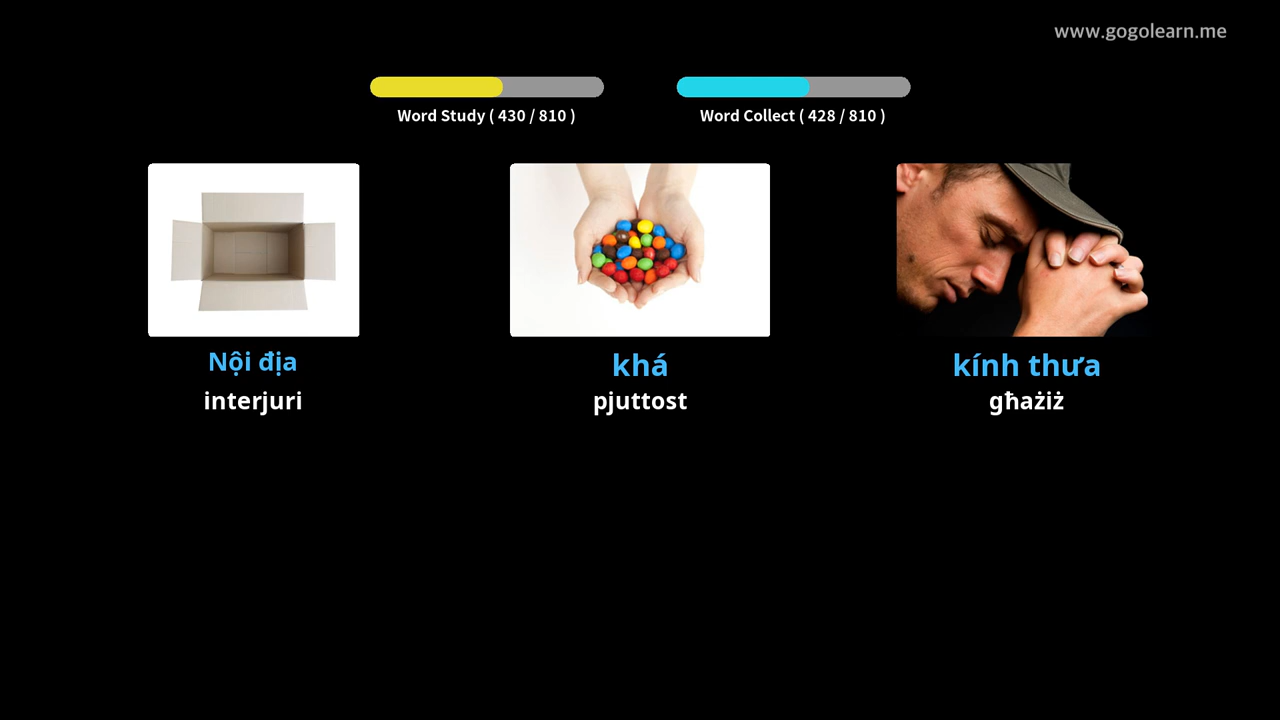 www.gogolearn.me
Word Study ( 430 / 810 )
Word Collect ( 428 / 810 )
Nội địa
interjuri
khá
pjuttost
kính thưa
għażiż